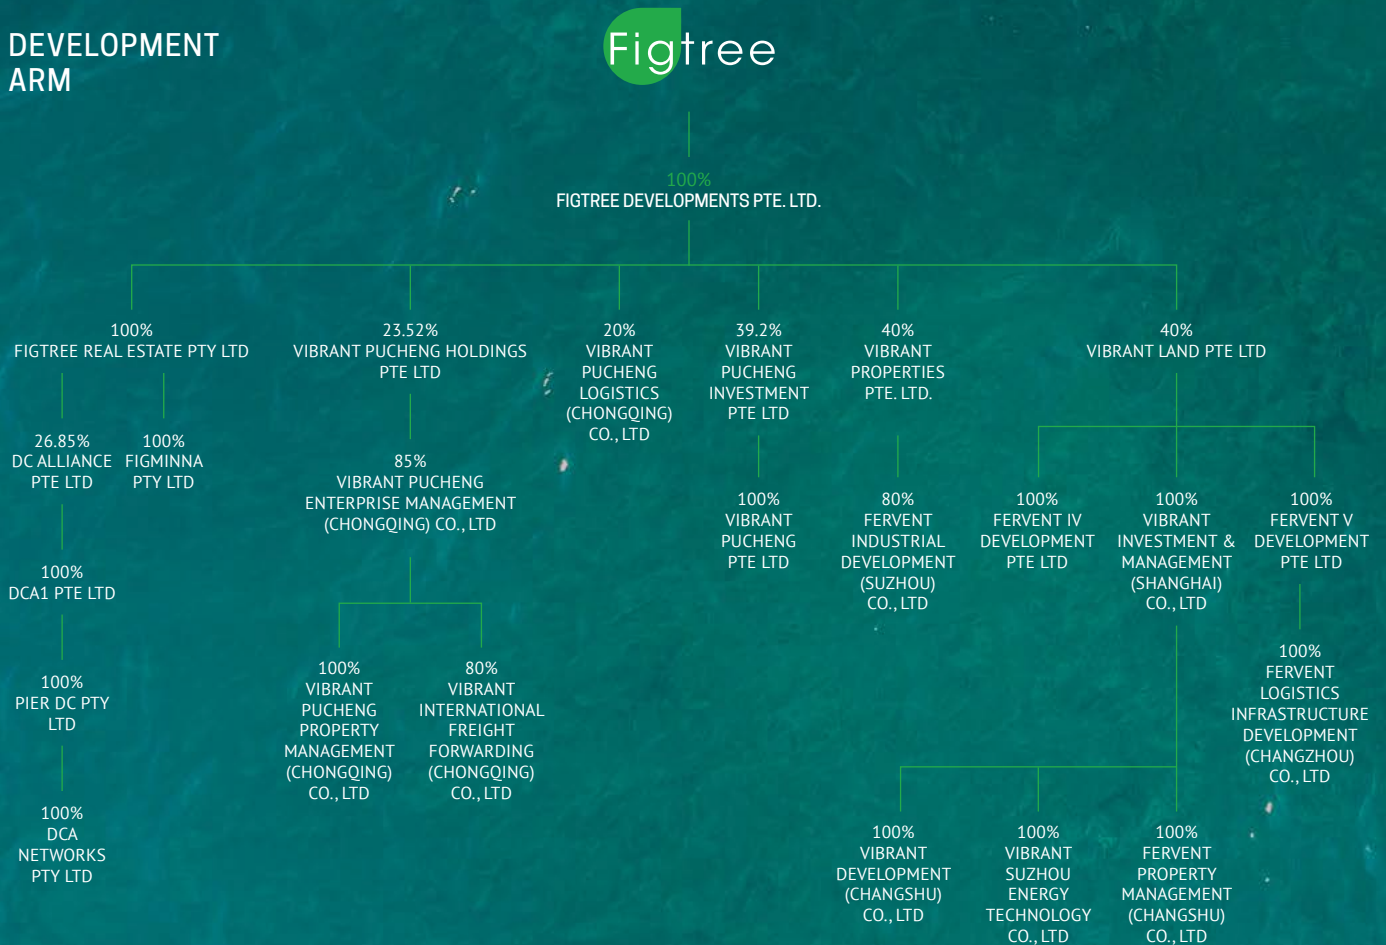 DEVELOPMENT
ARM
Figtree
100%
FIGTREE DEVELOPMENTS PTE. LTD.
100%
FIGTREE REAL ESTATE PTY LTD
26.85%
DC ALLIANCE
PTE LTD
100%
FIGMINNA
PTY LTD
100%
DCA1 PTE LTD
100%
PIER DC PTY
LTD
100%
DCA
NETWORKS
PTY LTD
23.52%
VIBRANT PUCHENG HOLDINGS
PTE LTD
85%
VIBRANT PUCHENG
ENTERPRISE MANAGEMENT
(CHONGQING) CO., LTD
100%
VIBRANT
PUCHENG
PROPERTY
MANAGEMENT
(CHONGQING)
CO., LTD
80%
VIBRANT
INTERNATIONAL
FREIGHT
FORWARDING
(CHONGQING)
CO., LTD
20%
VIBRANT
PUCHENG
LOGISTICS
(CHONGQING)
CO., LTD
39.2%
VIBRANT
PUCHENG
INVESTMENT
PTE LTD
100%
VIBRANT
PUCHENG
PTE LTD
40%
VIBRANT
PROPERTIES
PTE. LTD.
80%
FERVENT
INDUSTRIAL
DEVELOPMENT
(SUZHOU)
CO., LTD
40%
VIBRANT LAND PTE LTD
100%
FERVENT IV
DEVELOPMENT
PTE LTD
100%
VIBRANT
INVESTMENT &
MANAGEMENT
(SHANGHAI)
CO., LTD
100%
FERVENT V
DEVELOPMENT
PTE LTD
100%
FERVENT
LOGISTICS
INFRASTRUCTURE
DEVELOPMENT
(CHANGZHOU)
CO., LTD
100%
VIBRANT
DEVELOPMENT
(CHANGSHU)
CO., LTD
100%
VIBRANT
SUZHOU
ENERGY
TECHNOLOGY
CO., LTD
100%
FERVENT
PROPERTY
MANAGEMENT
(CHANGSHU)
CO., LTD